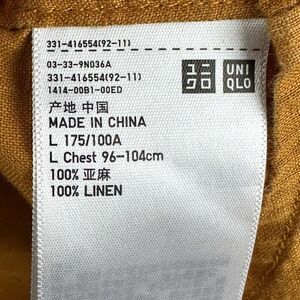 331-416554(92-11)
03-33-9N036A
331-416554(92-11)
1414-00B1-00ED
ユニ
クロ
UNI
QLO
产地 中国
MADE IN CHINA
L 175/100A
L Chest 96-104cm
100% 亚麻
100% LINEN